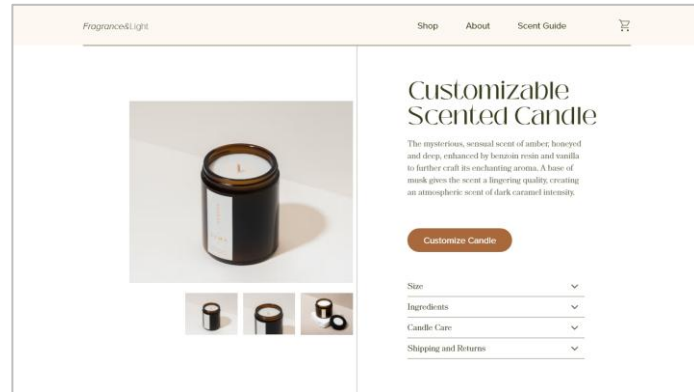 Fragrance&Light
Shop
About
Scent Guide
Customizable
Scented Candle
The mysterious, sensual scent of amber, honeyed
and deep, enhanced by benzoin resin and vanilla
to further craft its enchanting aroma. A base of
musk gives the scent a lingering quality, creating
an atmospheric scent of dark caramel intensity.
Customize Candle
Size
Ingredients
Candle Care
Shipping and Returns